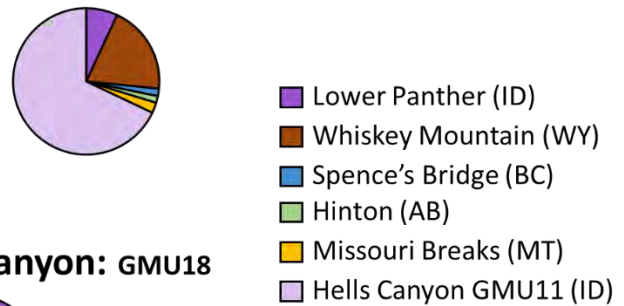 Lower Panther (ID)
Whiskey Mountain (WY)
Spence's Bridge (BC)
Hinton (AB)
Missouri Breaks (MT)
Hells Canyon GMU11 (ID)
anyon: GMU18